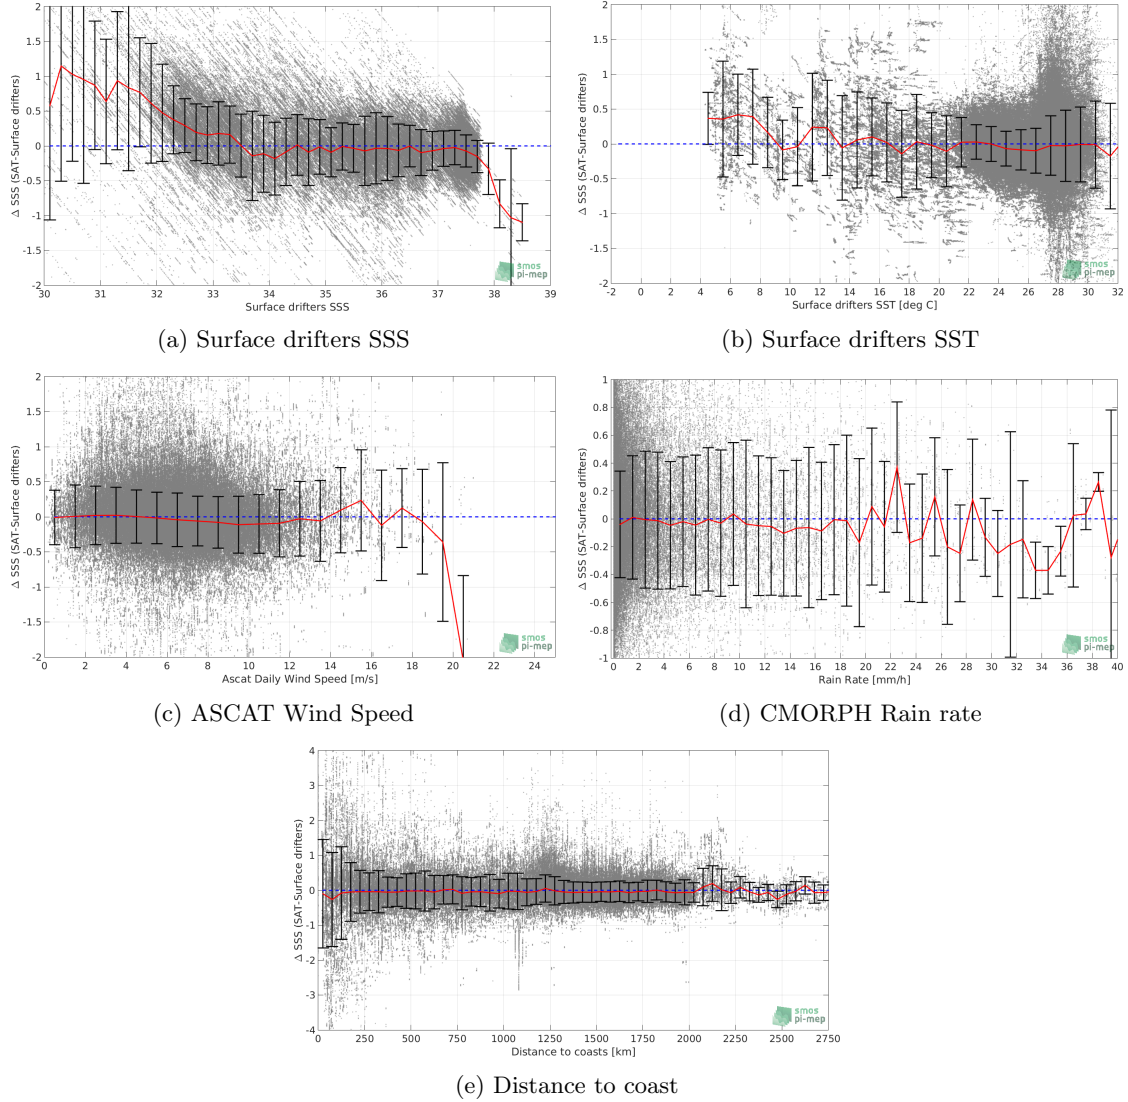 2
1.5
1
0.5
0
-0.5
-1
-1.5
-2
Δ SSS (SAT-Surface drifters)
30 31 32 33 34 35 36 37 38 39
Surface drifters SSS
smos
pi-mep
(a) Surface drifters SSS
2
1.5
1
0.5
0
-0.5
-1
-1.5
-2
Δ SSS (SAT-Surface drifters)
-2 0 2 4 6 8 10 12 14 16 18 20 22 24 26 28 30 32
Surface drifters SST [deg C]
smos
pi-mep
(b) Surface drifters SST
2
1.5
1
0.5
0
-0.5
-1
-1.5
-2
Δ SSS (SAT-Surface drifters)
0 2 4 6 8 10 12 14 16 18 20 22 24
Ascat Daily Wind Speed [m/s]
smos
pi-mep
(c) ASCAT Wind Speed
1
0.8
0.6
0.4
0.2
0
-0.2
-0.4
-0.6
-0.8
-1
Δ SSS (SAT-Surface drifters)
0 2 4 6 8 10 12 14 16 18 20 22 24 26 28 30 32 34 36 38 40
Rain Rate [mm/h]
smos
pi-mep
(d) CMORPH Rain rate
4
3
2
1
0
-1
-2
-3
-4
Δ SSS (SAT-Surface drifters)
0 250 500 750 1000 1250 1500 1750 2000 2250 2500 2750
Distance to coasts [km]
smos
pi-mep
(e) Distance to coast